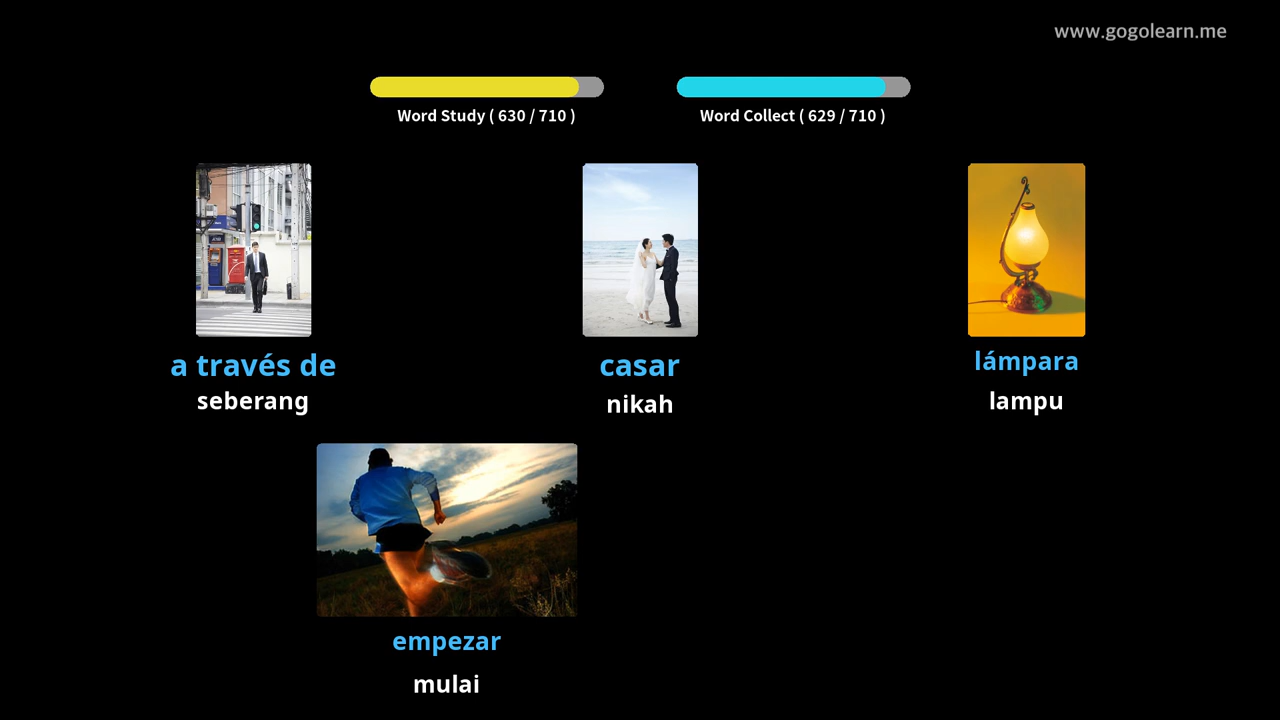 www.gogolearn.me
Word Study ( 630 / 710 )
Word Collect ( 629 / 710 )
a través de
seberang
casar
nikah
lámpara
lampu
empezar
mulai